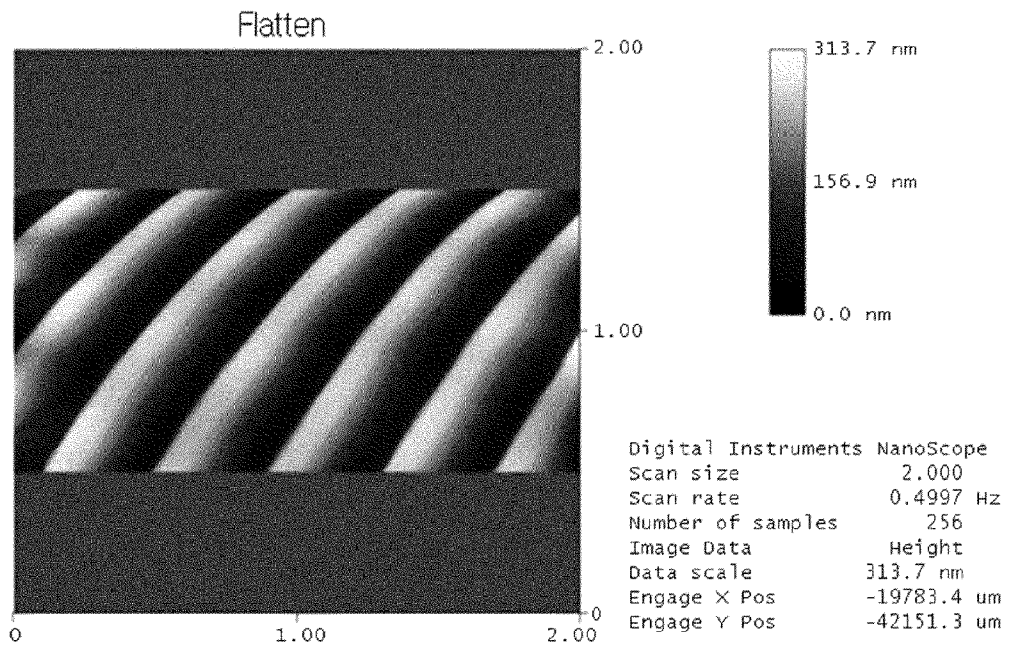 Flatten
2.00
313.7 nm
156.9 nm
0.0 nm
1.00
Digital Instruments NanoScope
Scan size 2.000
Scan rate 0.4997 Hz
Number of samples 256
Image Data Height
Data scale 313.7 nm
Engage X Pos -19783.4 um
Engage Y Pos -42151.3 um
0
0 1.00 2.00